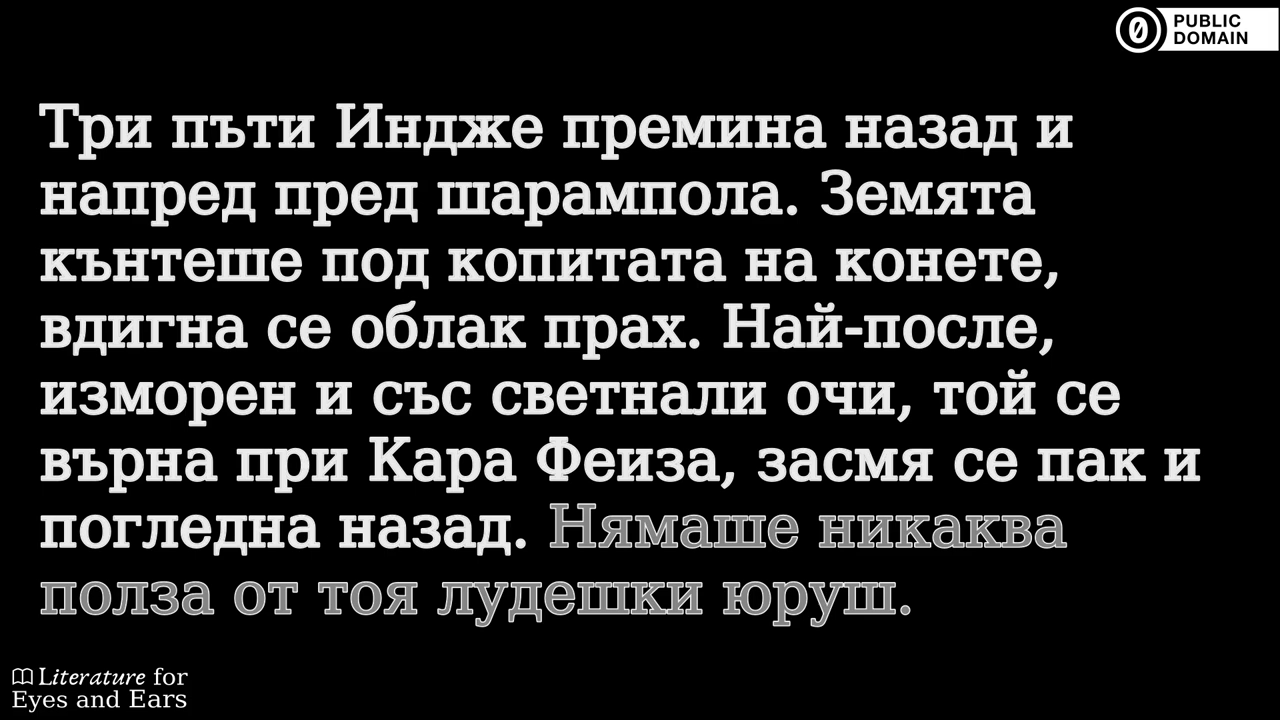 PUBLIC
DOMAIN
Три пъти Индже премина назад и
напред пред шарампола. Земята
кънтеше под копитата на конете,
вдигна се облак прах. Най-после,
изморен и със светнали очи, той се
върна при Кара Феиза, засмя се пак и
погледна назад. Нямаше никаква
полза от тоя лудешки юруш.
Literature for
Eyes and Ears